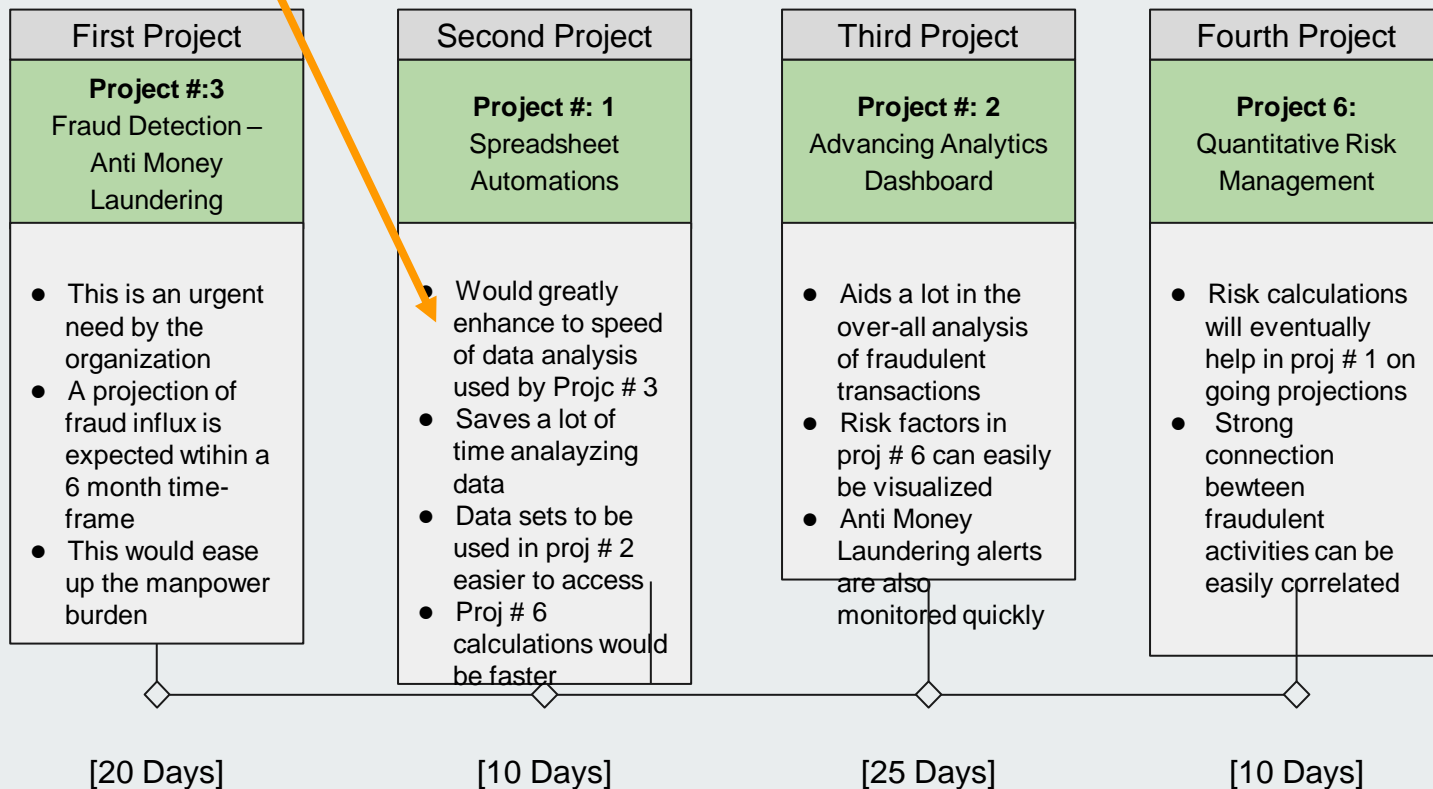 First Project
Project #:3
Fraud Detection –
Anti Money
Laundering
● This is an urgent
need by the
organization
● A projection of
fraud influx is
expected wtihin a
6 month time-
frame
● This would ease
up the manpower
burden
[20 Days]
Second Project
Project #: 1
Spreadsheet
Automations
● Would greatly
enhance to speed
of data analysis
used by Projc # 3
● Saves a lot of
time analayzing
data
● Data sets to be
used in proj # 2
easier to access
● Proj # 6
calculations would
be faster
[10 Days]
Third Project
Project #: 2
Advancing Analytics
Dashboard
● Aids a lot in the
over-all analysis
of fraudulent
transactions
● Risk factors in
proj # 6 can easily
be visualized
● Anti Money
Laundering alerts
are also
monitored quickly
[25 Days]
Fourth Project
Project 6:
Quantitative Risk
Management
● Risk calculations
will eventually
help in proj # 1 on
going projections
● Strong
connection
bewteen
fraudulent
activities can be
easily correlated
[10 Days]